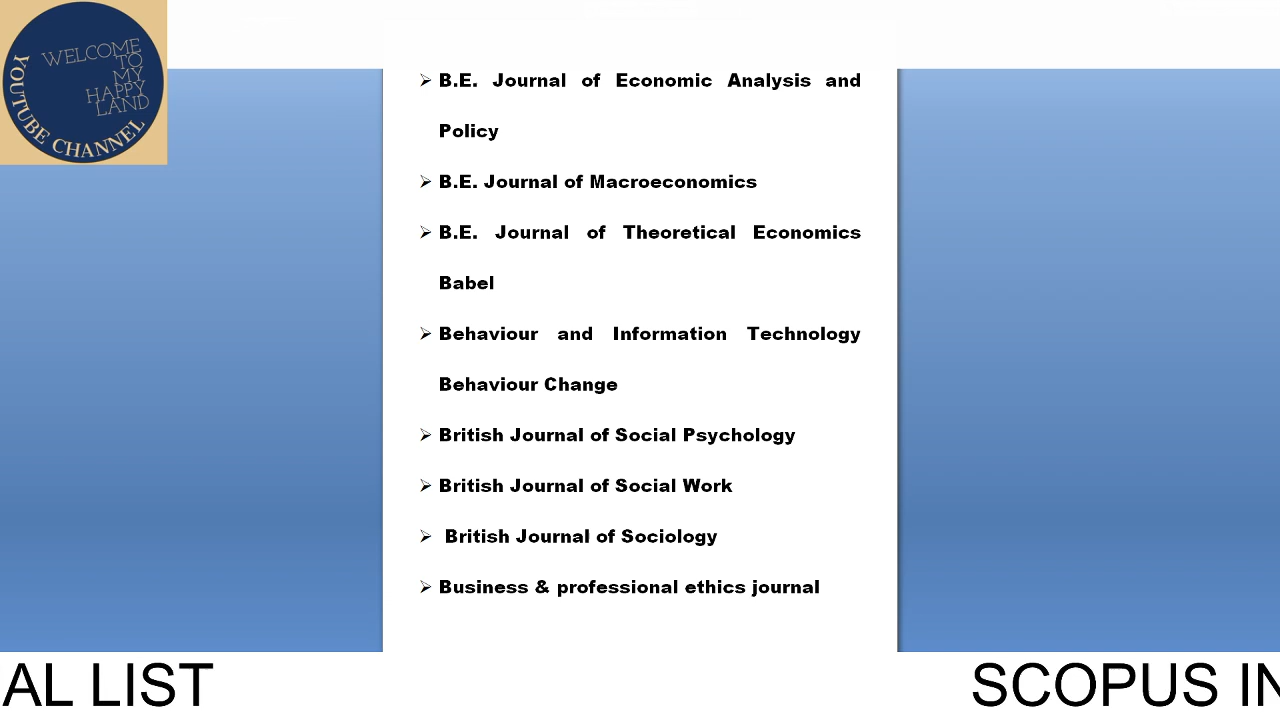 WELCOME
TO
MY
HAPPY
LAND
YOUTUBE CHANNEL
➢ B.E. Journal of Economic Analysis and
Policy
➢ B.E. Journal of Macroeconomics
➢ B.E. Journal of Theoretical Economics
Babel
➢ Behaviour and Information Technology
Behaviour Change
➢ British Journal of Social Psychology
➢ British Journal of Social Work
➢ British Journal of Sociology
➢ Business & professional ethics journal
AL LIST SCOPUS IN